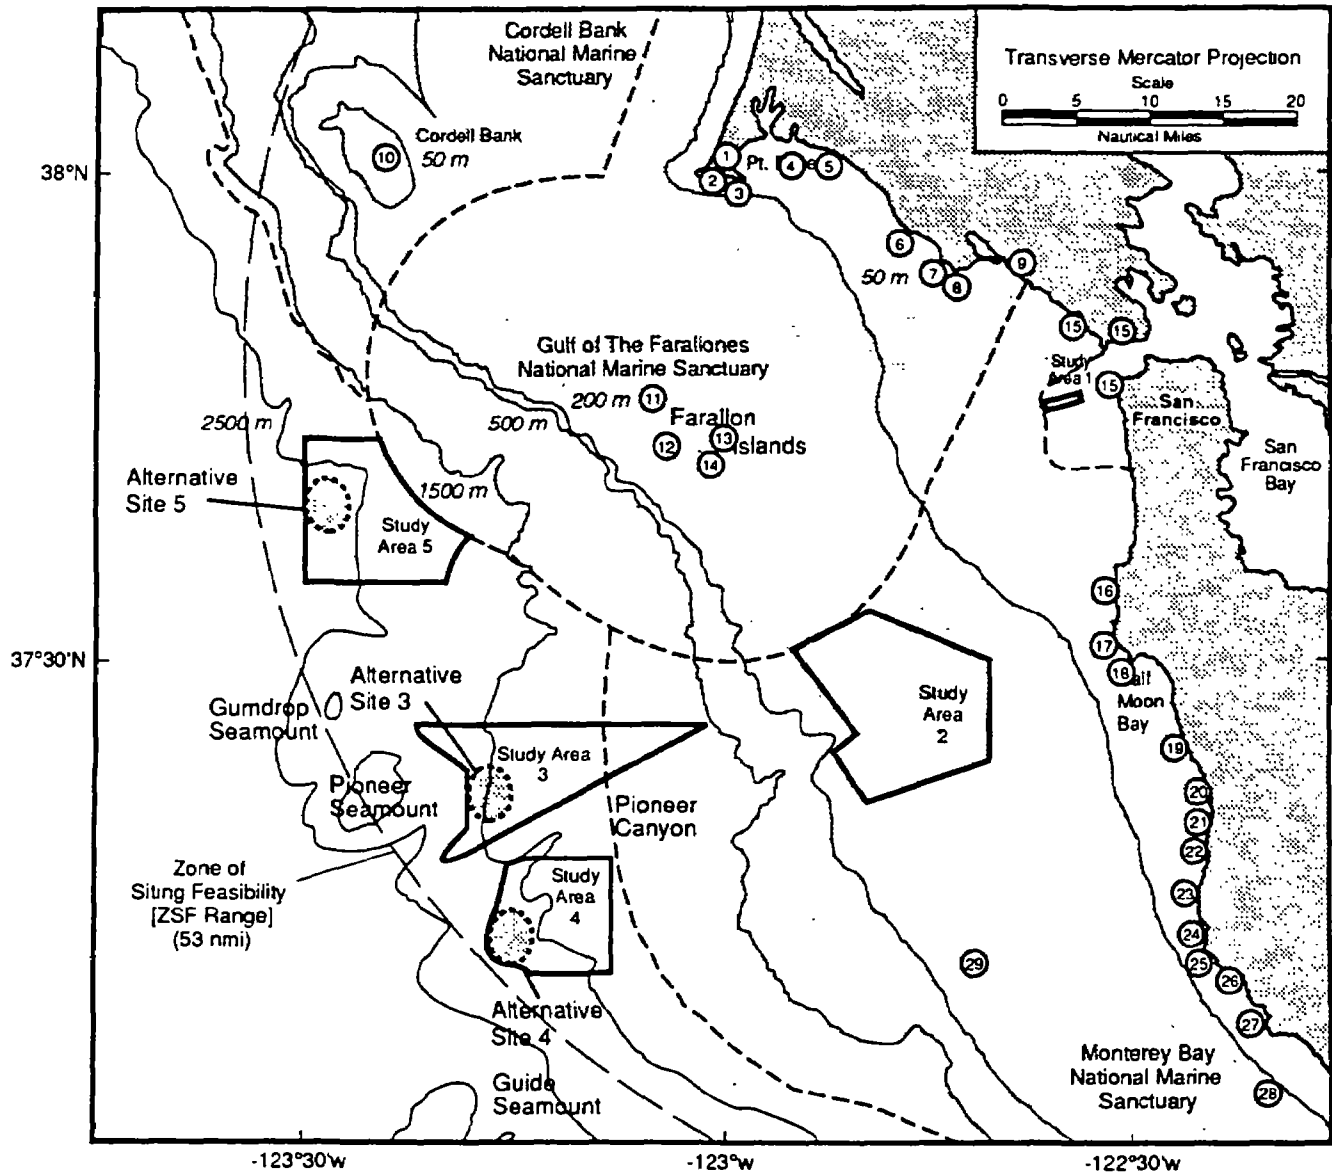 Cordell Bank
National Marine
Sanctuary
Transverse Mercator Projection
Scale
0 5 10 15 20
Nautical Miles
Cordell Bank
50 m
10
38°N
1
Pt.
4
5
2
3
6
7
8
9
50 m
15
15
15
Study
Area 1
San
Francisco
San
Francisco
Bay
Gulf of The Farallones
National Marine Sanctuary
200 m
11
Farallon
Islands
12
13
14
2500 m
500 m
1500 m
Alternative
Site 5
Study
Area 5
16
17
18
Moon
Bay
19
20
21
22
23
24
25
26
27
28
29
37°30'N
Alternative
Site 3
Gumdrop
Seamount
Study Area
3
Study
Area
2
Pioneer
Seamount
Pioneer
Canyon
Zone of
Siting Feasibility
[ZSF Range]
(53 nmi)
Study
Area
4
Alternative
Site 4
Guide
Seamount
Monterey Bay
National Marine
Sanctuary
-123°30'W
-123°W
-122°30'W